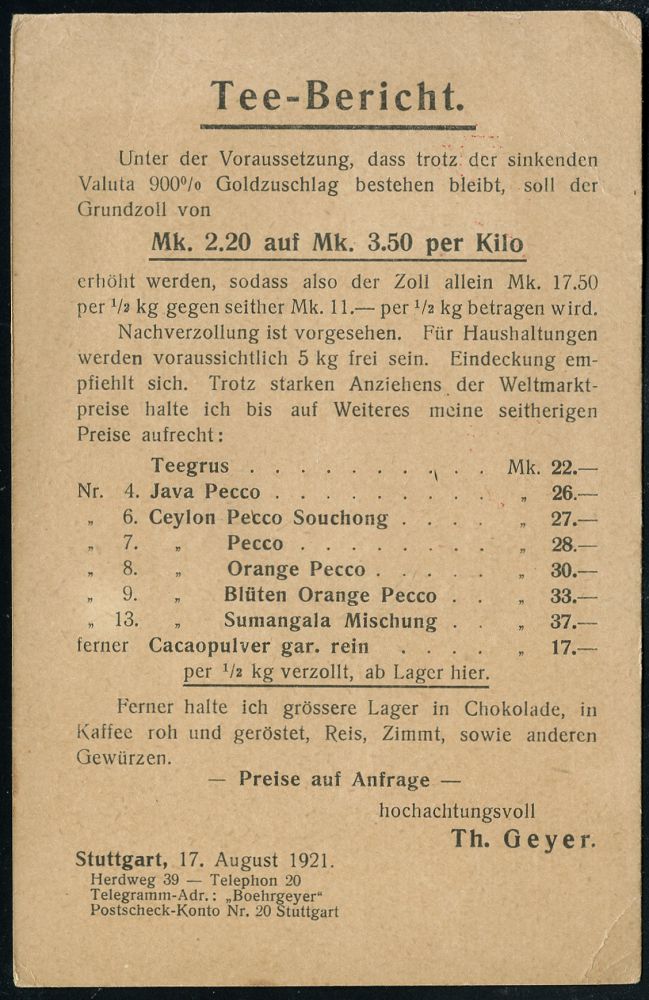 Tee-Bericht.
Unter der Voraussetzung, dass trotz der sinkenden
Valuta 900% Goldzuschlag bestehen bleibt, soll der
Grundzoll von
Mk. 2.20 auf Mk. 3.50 per Kilo
erhöht werden, sodass also der Zoll allein Mk. 17.50
per 1/2 kg gegen seither Mk. 11.— per 1/2 kg betragen wird.
Nachverzollung ist vorgesehen. Für Haushaltungen
werden voraussichtlich 5 kg frei sein. Eindeckung em-
pfiehlt sich. Trotz starken Anziehens der Weltmarkt-
preise halte ich bis auf Weiteres meine seitherigen
Preise aufrecht:
Teegrus . . . . . . . . . . Mk. 22.—
Nr. 4. Java Pecco . . . . . . . . . „ 26.—
„ 6. Ceylon Pecco Souchong . . . . „ 27.—
„ 7. „ Pecco . . . . . . . . „ 28.—
„ 8. „ Orange Pecco . . . . . „ 30.—
„ 9. „ Blüten Orange Pecco . . „ 33.—
„ 13. „ Sumangala Mischung . . „ 37.—
ferner Cacaopulver gar. rein . . . . „ 17.—
per 1/2 kg verzollt, ab Lager hier.
Ferner halte ich grössere Lager in Chokolade, in
Kaffee roh und geröstet, Reis, Zimmt, sowie anderen
Gewürzen.
— Preise auf Anfrage —
hochachtungsvoll
Th. Geyer.
Stuttgart, 17. August 1921.
Herdweg 39 — Telephon 20
Telegramm-Adr.: „Boehrgeyer“
Postscheck-Konto Nr. 20 Stuttgart